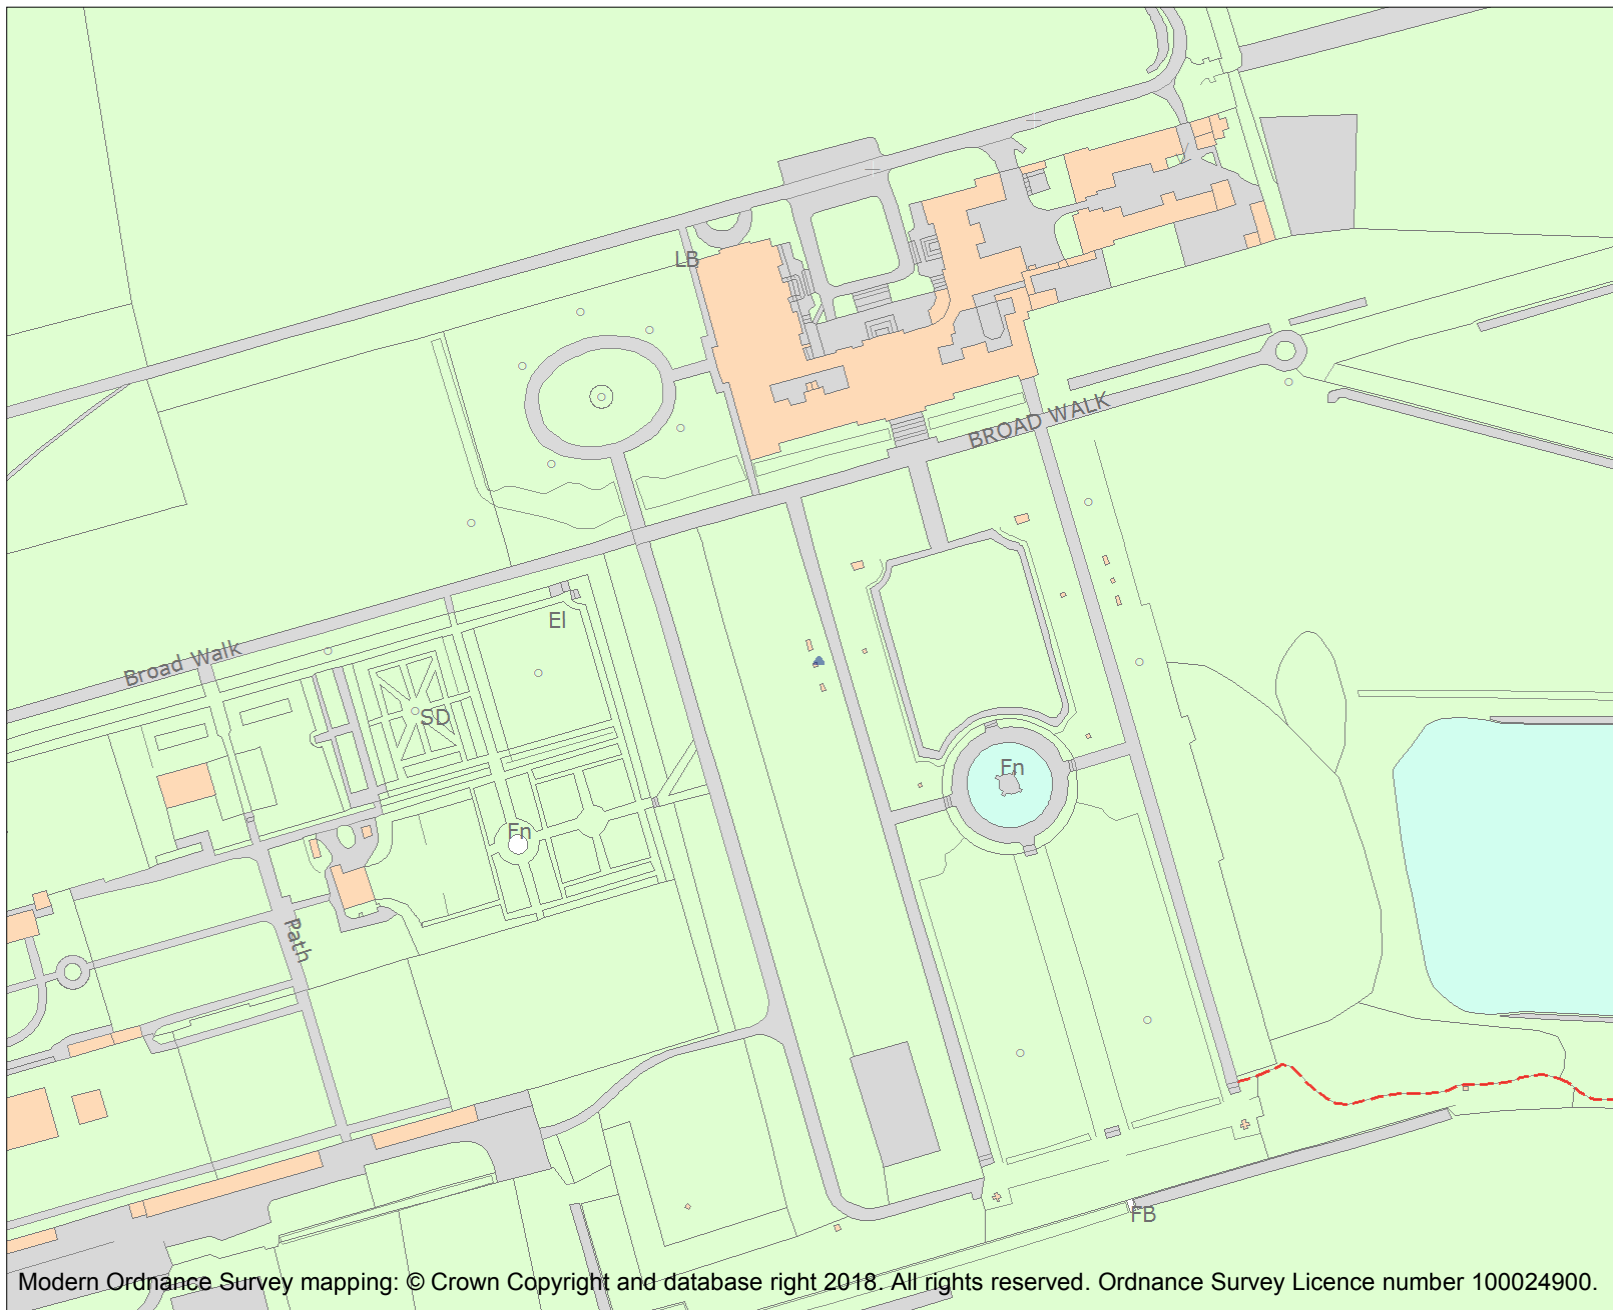 LB
BROAD WALK
El
Broad Walk
SD
Fn
Fn
Path
FB
Modern Ordnance Survey mapping: © Crown Copyright and database right 2018. All rights reserved. Ordnance Survey Licence number 100024900.